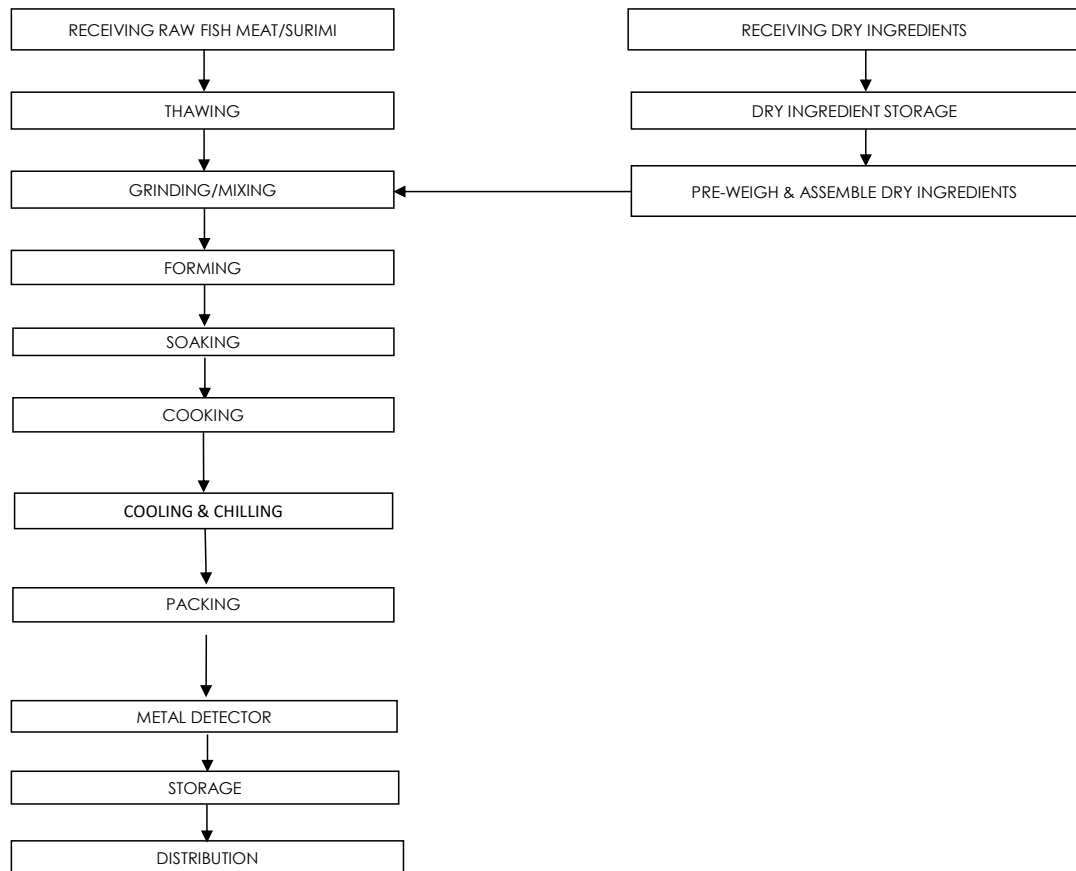 RECEIVING RAW FISH MEAT/SURIMI
RECEIVING DRY INGREDIENTS
THAWING
DRY INGREDIENT STORAGE
GRINDING/MIXING
PRE-WEIGH & ASSEMBLE DRY INGREDIENTS
FORMING
SOAKING
COOKING
COOLING & CHILLING
PACKING
METAL DETECTOR
STORAGE
DISTRIBUTION